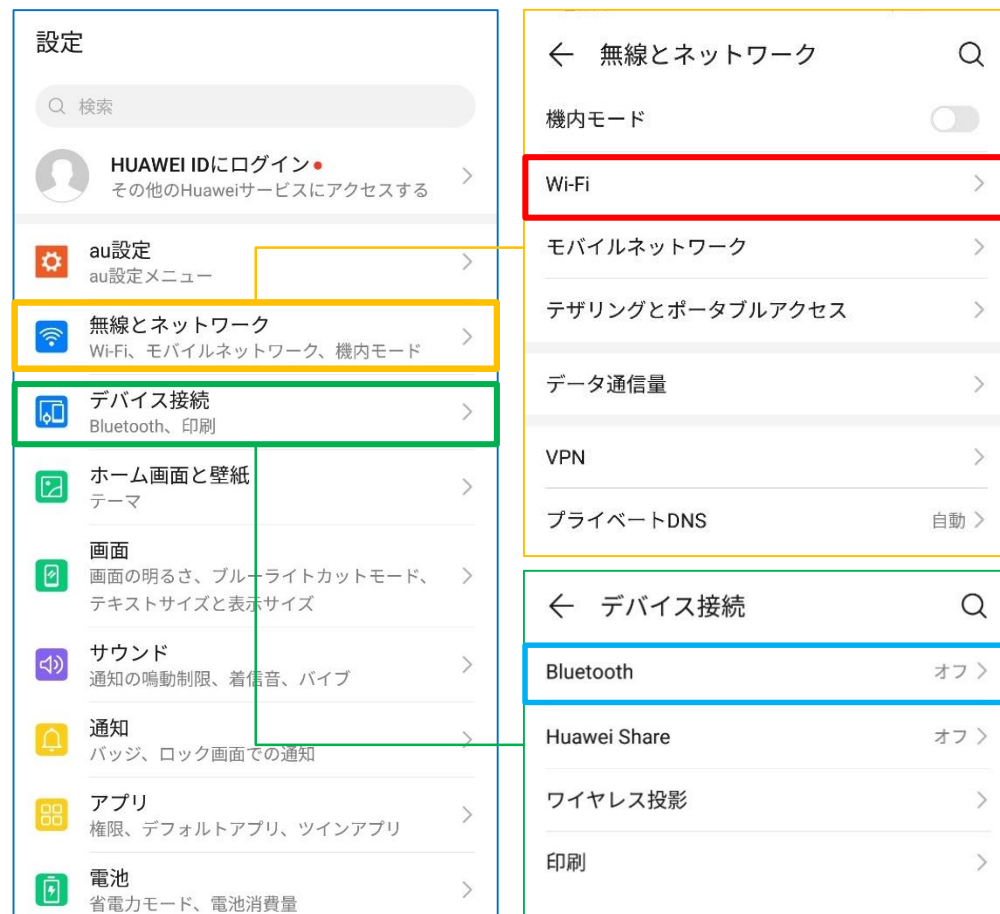 設定
検索
HUAWEI IDにログイン
その他のHuaweiサービスにアクセスする
au設定
au設定メニュー
無線とネットワーク
Wi-Fi、モバイルネットワーク、機内モード
デバイス接続
Bluetooth、印刷
ホーム画面と壁紙
テーマ
画面
画面の明るさ、ブルーライトカットモード、
テキストサイズと表示サイズ
サウンド
通知の鳴動制限、着信音、バイブ
通知
バッジ、ロック画面での通知
アプリ
権限、デフォルトアプリ、ツインアプリ
電池
省電力モード、電池消費量
無線とネットワーク
機内モード
Wi-Fi
モバイルネットワーク
テザリングとポータブルアクセス
データ通信量
VPN
プライベートDNS 自動
デバイス接続
Bluetooth オフ
Huawei Share オフ
ワイヤレス投影
印刷